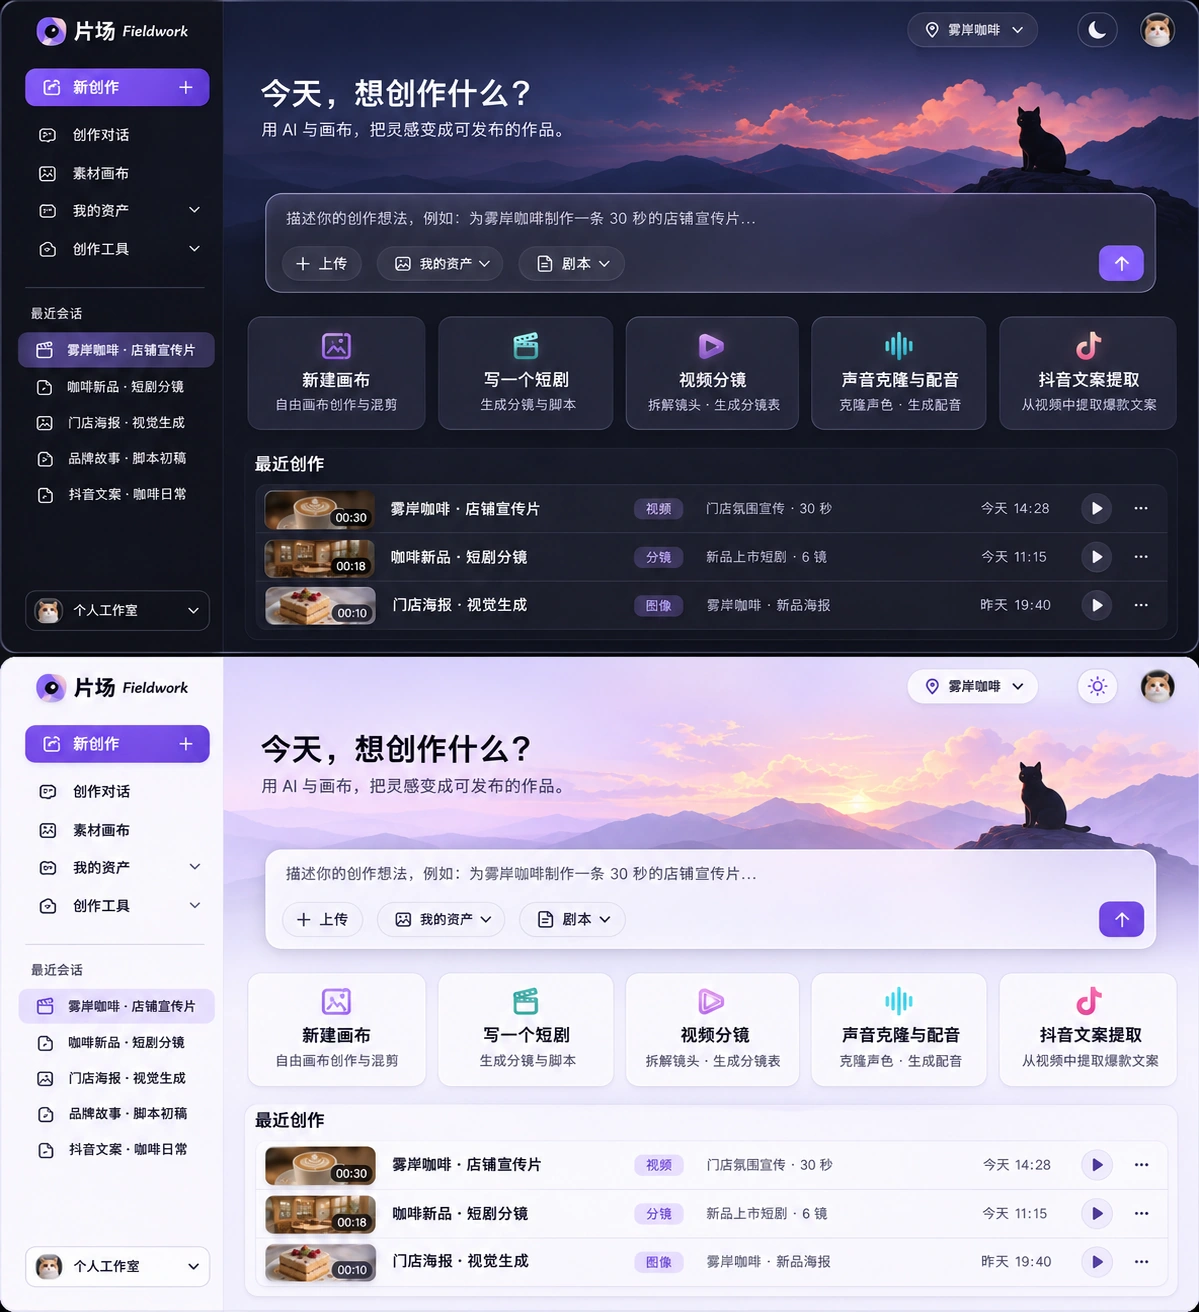 片场 Fieldwork
新创作
创作对话
素材画布
我的资产
创作工具
最近会话
雾岸咖啡 · 店铺宣传片
咖啡新品 · 短剧分镜
门店海报 · 视觉生成
品牌故事 · 脚本初稿
抖音文案 · 咖啡日常
个人工作室
雾岸咖啡
今天，想创作什么？
用 AI 与画布，把灵感变成可发布的作品。
描述你的创作想法，例如：为雾岸咖啡制作一条 30 秒的店铺宣传片...
上传 我的资产 剧本
新建画布
自由画布创作与混剪
写一个短剧
生成分镜与脚本
视频分镜
拆解镜头 · 生成分镜表
声音克隆与配音
克隆声色 · 生成配音
抖音文案提取
从视频中提取爆款文案
最近创作
00:30 雾岸咖啡 · 店铺宣传片 视频 门店氛围宣传 · 30 秒 今天 14:28
00:18 咖啡新品 · 短剧分镜 分镜 新品上市短剧 · 6 镜 今天 11:15
00:10 门店海报 · 视觉生成 图像 雾岸咖啡 · 新品海报 昨天 19:40
片场 Fieldwork
新创作
创作对话
素材画布
我的资产
创作工具
最近会话
雾岸咖啡 · 店铺宣传片
咖啡新品 · 短剧分镜
门店海报 · 视觉生成
品牌故事 · 脚本初稿
抖音文案 · 咖啡日常
个人工作室
雾岸咖啡
今天，想创作什么？
用 AI 与画布，把灵感变成可发布的作品。
描述你的创作想法，例如：为雾岸咖啡制作一条 30 秒的店铺宣传片...
上传 我的资产 剧本
新建画布
自由画布创作与混剪
写一个短剧
生成分镜与脚本
视频分镜
拆解镜头 · 生成分镜表
声音克隆与配音
克隆声色 · 生成配音
抖音文案提取
从视频中提取爆款文案
最近创作
00:30 雾岸咖啡 · 店铺宣传片 视频 门店氛围宣传 · 30 秒 今天 14:28
00:18 咖啡新品 · 短剧分镜 分镜 新品上市短剧 · 6 镜 今天 11:15
00:10 门店海报 · 视觉生成 图像 雾岸咖啡 · 新品海报 昨天 19:40